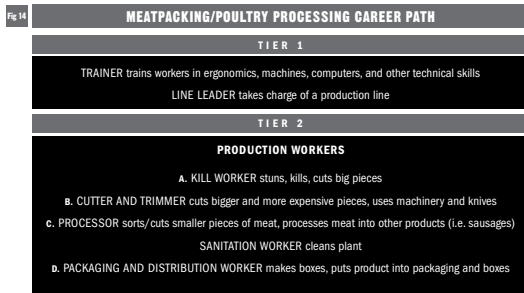 Fig 14
MEATPACKING/POULTRY PROCESSING CAREER PATH
TIER 1
TRAINER trains workers in ergonomics, machines, computers, and other technical skills
LINE LEADER takes charge of a production line
TIER 2
PRODUCTION WORKERS
A. KILL WORKER stuns, kills, cuts big pieces
B. CUTTER AND TRIMMER cuts bigger and more expensive pieces, uses machinery and knives
C. PROCESSOR sorts/cuts smaller pieces of meat, processes meat into other products (i.e. sausages)
SANITATION WORKER cleans plant
D. PACKAGING AND DISTRIBUTION WORKER makes boxes, puts product into packaging and boxes